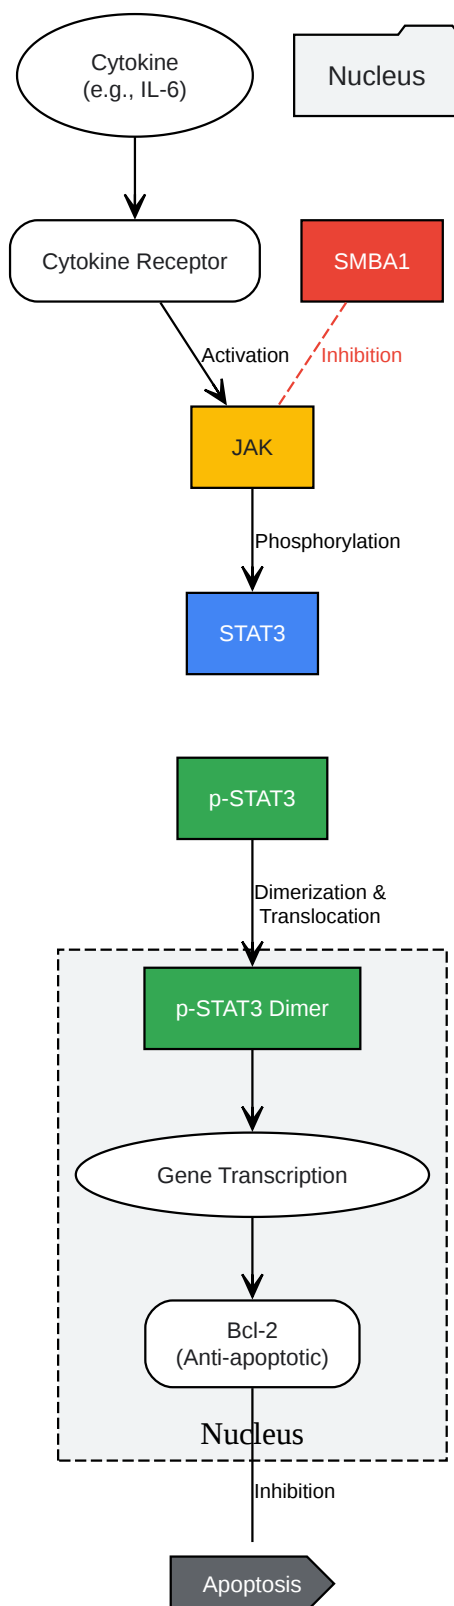 Cytokine
(e.g., IL-6)
Nucleus
Cytokine Receptor
SMBA1
Activation
Inhibition
JAK
Phosphorylation
STAT3
p-STAT3
Dimerization &
Translocation
p-STAT3 Dimer
Gene Transcription
Bcl-2
(Anti-apoptotic)
Nucleus
Inhibition
Apoptosis